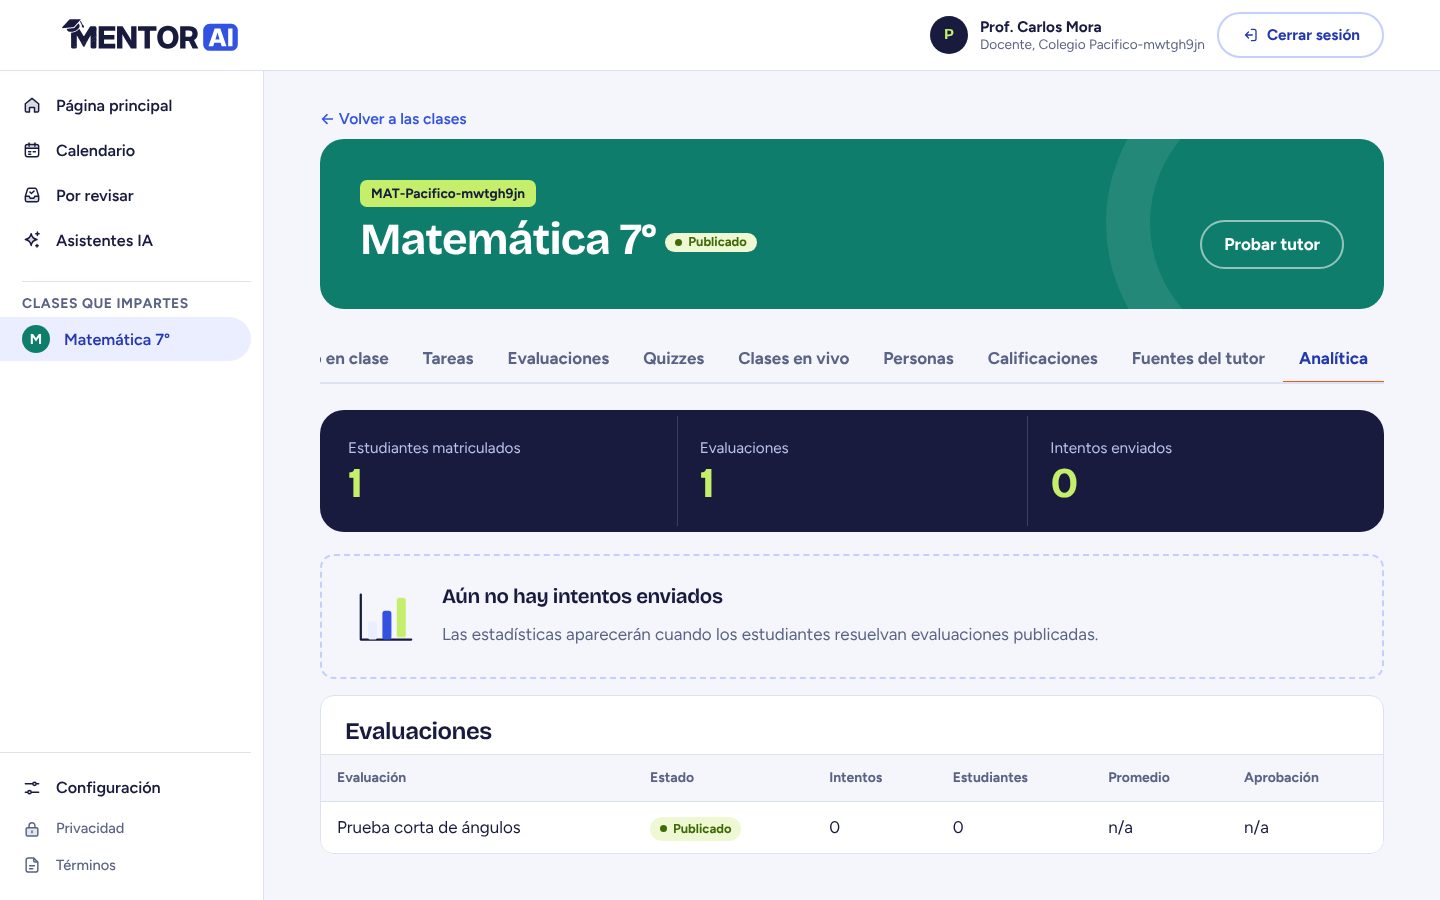 MENTOR AI
P
Prof. Carlos Mora
Docente, Colegio Pacifico-mwtgh9jn
Cerrar sesión
Página principal
Calendario
Por revisar
Asistentes IA
CLASES QUE IMPARTES
M
Matemática 7°
Configuración
Privacidad
Términos
← Volver a las clases
MAT-Pacifico-mwtgh9jn
Matemática 7° Publicado
Probar tutor
en clase Tareas Evaluaciones Quizzes Clases en vivo Personas Calificaciones Fuentes del tutor Analítica
Estudiantes matriculados
1
Evaluaciones
1
Intentos enviados
0
Aún no hay intentos enviados
Las estadísticas aparecerán cuando los estudiantes resuelvan evaluaciones publicadas.
Evaluaciones
Evaluación Estado Intentos Estudiantes Promedio Aprobación
Prueba corta de ángulos Publicado 0 0 n/a n/a